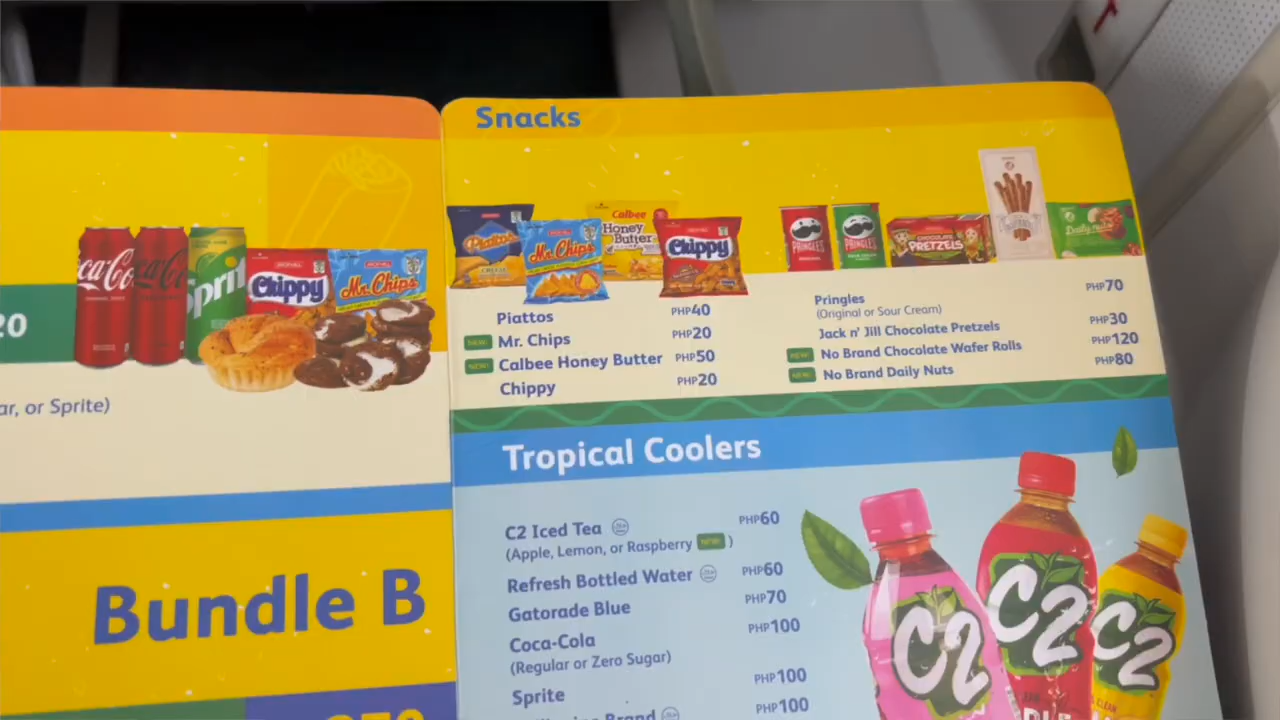 Snacks
Piattos PHP40
NEW! Mr. Chips PHP20
NEW! Calbee Honey Butter PHP50
Chippy PHP20
Pringles PHP70
(Original or Sour Cream)
Jack n' Jill Chocolate Pretzels PHP30
NEW! No Brand Chocolate Wafer Rolls PHP120
NEW! No Brand Daily Nuts PHP80
Piattos
Mr. Chips
Calbee
Honey
Butter
Chippy
PRINGLES
PRINGLES
CHOCOLATE
PRETZELS
Daily Nuts
Coca-Cola
Coca-Cola
Sprite
Chippy
Mr. Chips
20
ar, or Sprite)
Bundle B
Tropical Coolers
C2 Iced Tea PHP60
(Apple, Lemon, or Raspberry NEW! )
Refresh Bottled Water PHP60
Gatorade Blue PHP70
Coca-Cola PHP100
(Regular or Zero Sugar)
Sprite PHP100
Brand PHP100
C2
C2
C2